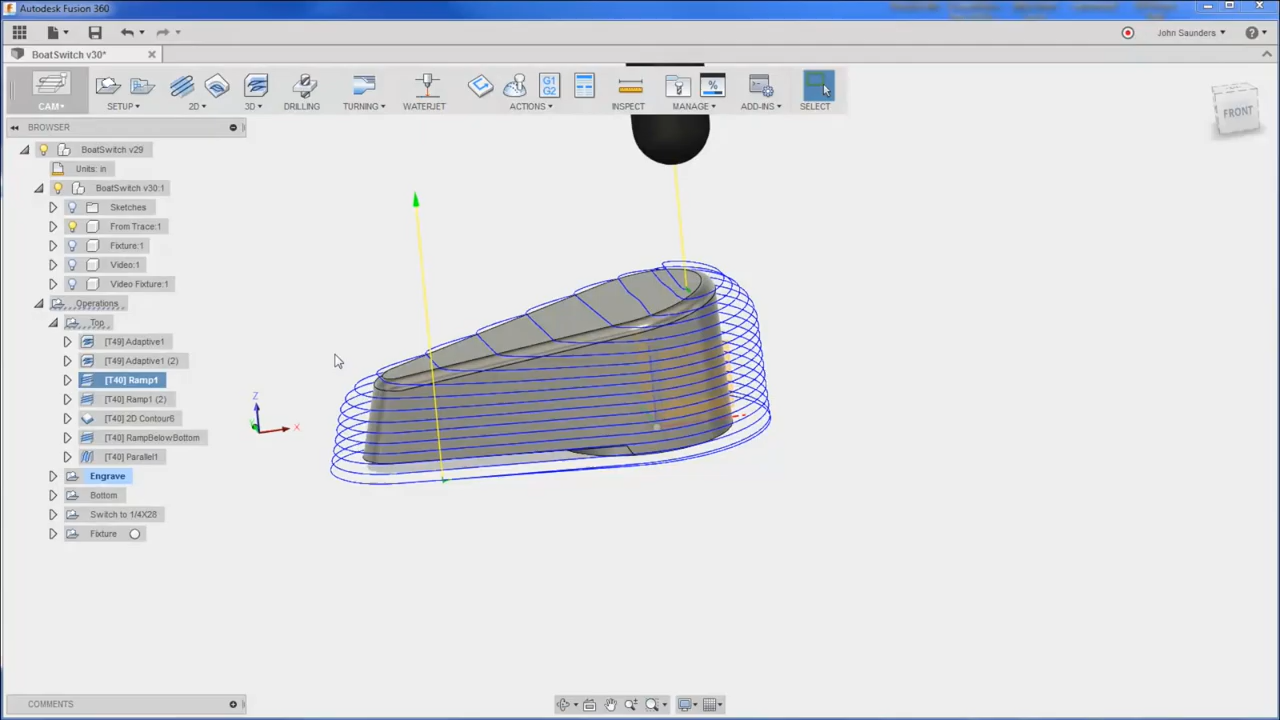 Autodesk Fusion 360
John Saunders
BoatSwitch v30*
CAM
SETUP
2D
3D
DRILLING
TURNING
WATERJET
G1
G2
ACTIONS
INSPECT
%
MANAGE
ADD-INS
SELECT
FRONT
BROWSER
BoatSwitch v29
Units: in
BoatSwitch v30:1
Sketches
From Trace:1
Fixture:1
Video:1
Video Fixture:1
Operations
Top
[T49] Adaptive1
[T49] Adaptive1 (2)
[T40] Ramp1
[T40] Ramp1 (2)
[T40] 2D Contour6
[T40] RampBelowBottom
[T40] Parallel1
Engrave
Bottom
Switch to 1/4X28
Fixture
Z
X
COMMENTS